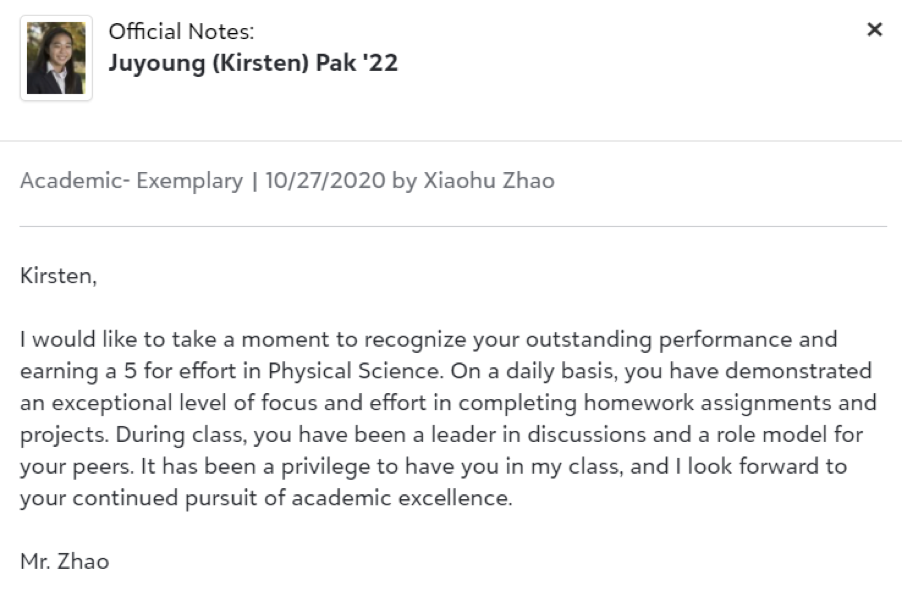 Official Notes:
Juyoung (Kirsten) Pak '22
×
Academic- Exemplary | 10/27/2020 by Xiaohu Zhao
Kirsten,
I would like to take a moment to recognize your outstanding performance and
earning a 5 for effort in Physical Science. On a daily basis, you have demonstrated
an exceptional level of focus and effort in completing homework assignments and
projects. During class, you have been a leader in discussions and a role model for
your peers. It has been a privilege to have you in my class, and I look forward to
your continued pursuit of academic excellence.
Mr. Zhao